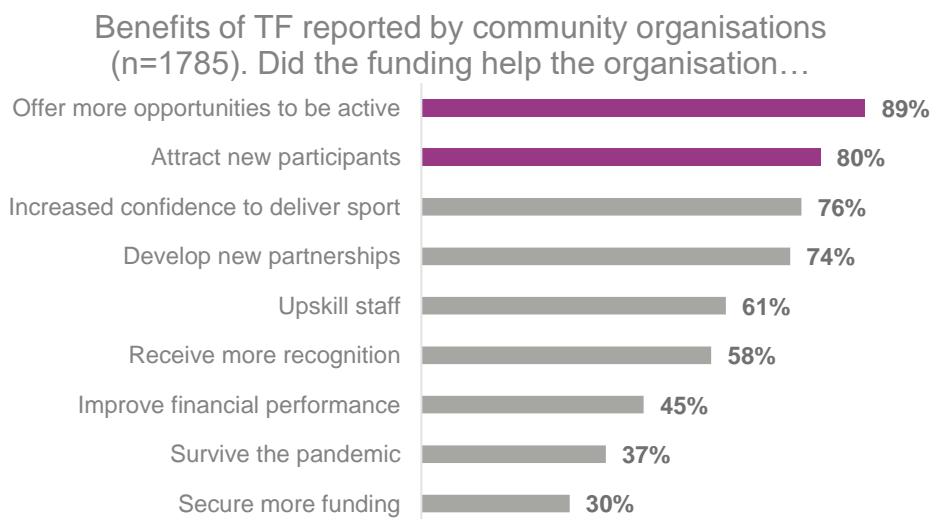 Benefits of TF reported by community organisations
(n=1785). Did the funding help the organisation…
Offer more opportunities to be active 89%
Attract new participants 80%
Increased confidence to deliver sport 76%
Develop new partnerships 74%
Upskill staff 61%
Receive more recognition 58%
Improve financial performance 45%
Survive the pandemic 37%
Secure more funding 30%